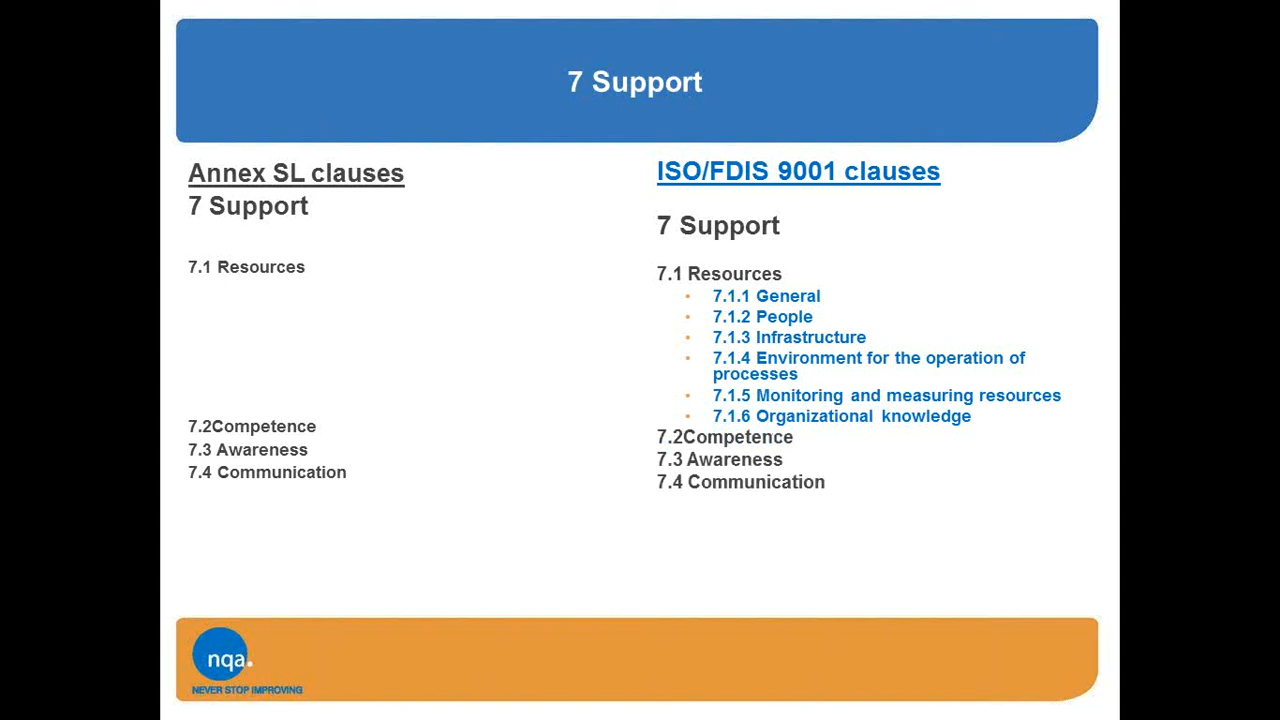 7 Support
Annex SL clauses
7 Support
7.1 Resources
7.2Competence
7.3 Awareness
7.4 Communication
ISO/FDIS 9001 clauses
7 Support
7.1 Resources
• 7.1.1 General
• 7.1.2 People
• 7.1.3 Infrastructure
• 7.1.4 Environment for the operation of
processes
• 7.1.5 Monitoring and measuring resources
• 7.1.6 Organizational knowledge
7.2Competence
7.3 Awareness
7.4 Communication
nqa.
NEVER STOP IMPROVING